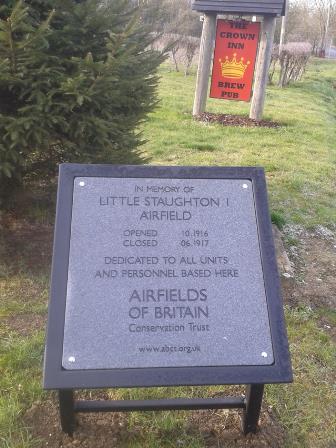 THE
CROWN
INN
BREW
PUB
IN MEMORY OF
LITTLE STAUGHTON I
AIRFIELD
OPENED 10.1916
CLOSED 06.1917
DEDICATED TO ALL UNITS
AND PERSONNEL BASED HERE
AIRFIELDS
OF BRITAIN
Conservation Trust
www.abct.org.uk